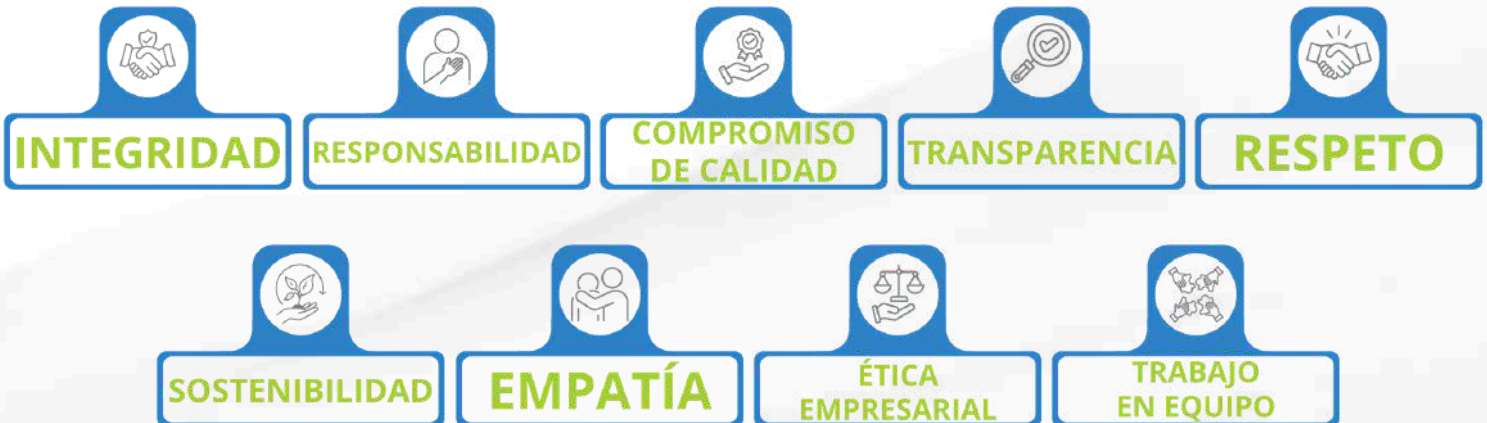 INTEGRIDAD
RESPONSABILIDAD
COMPROMISO
DE CALIDAD
TRANSPARENCIA
RESPETO
SOSTENIBILIDAD
EMPATÍA
ÉTICA
EMPRESARIAL
TRABAJO
EN EQUIPO